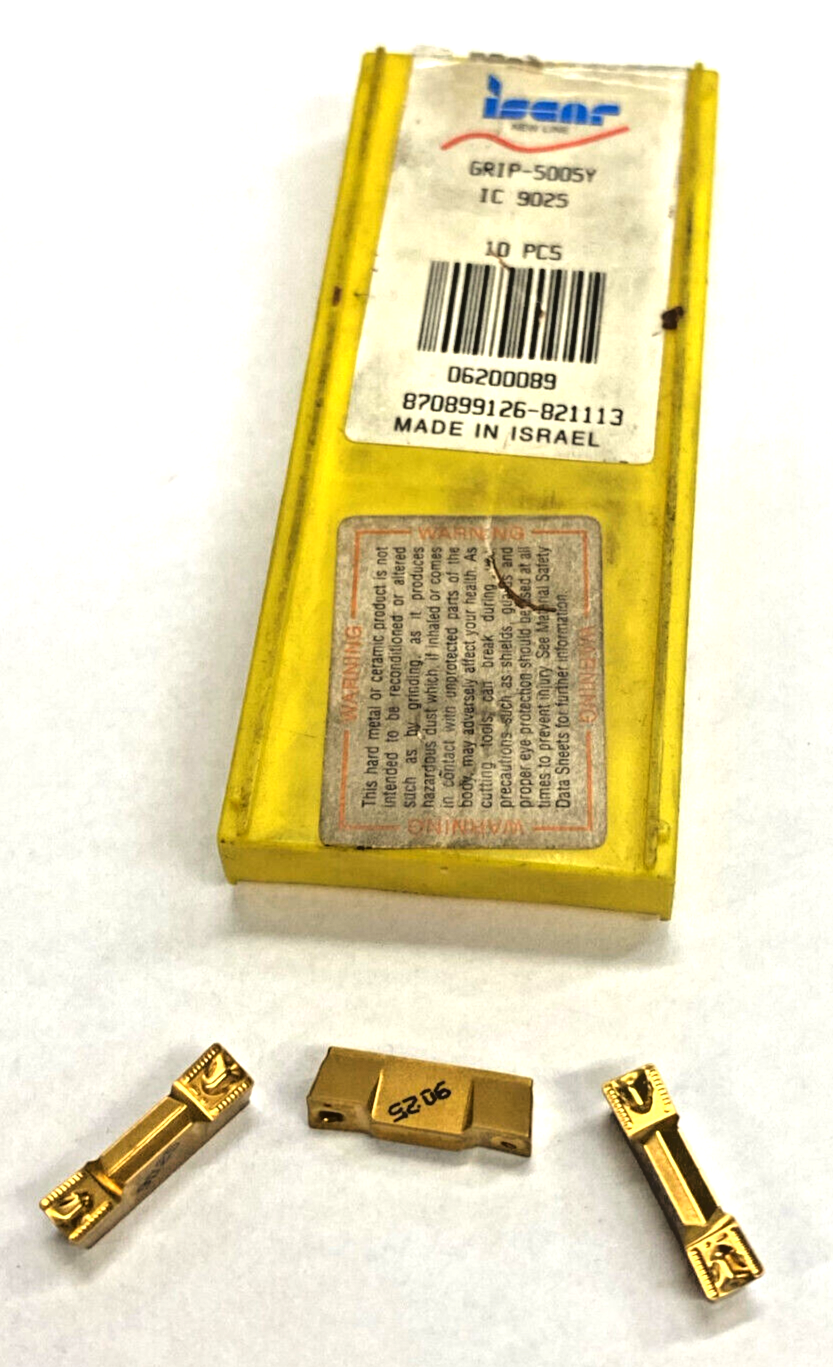 iscar
NEW LINE
GRIP-5005Y
IC 9025
10 PCS
06200089
870899126-821113
MADE IN ISRAEL
WARNING
WARNING
This hard metal or ceramic product is not
intended to be reconditioned or altered
such as by grinding, as it produces
hazardous dust which, if inhaled or comes
in contact with unprotected parts of the
body, may adversely affect your health. As
cutting tools can break during and
precautions such as shields guards and
proper eye protection should be used at all
times to prevent injury. See Material Safety
Data Sheets for further information.
WARNING
WARNING
9025